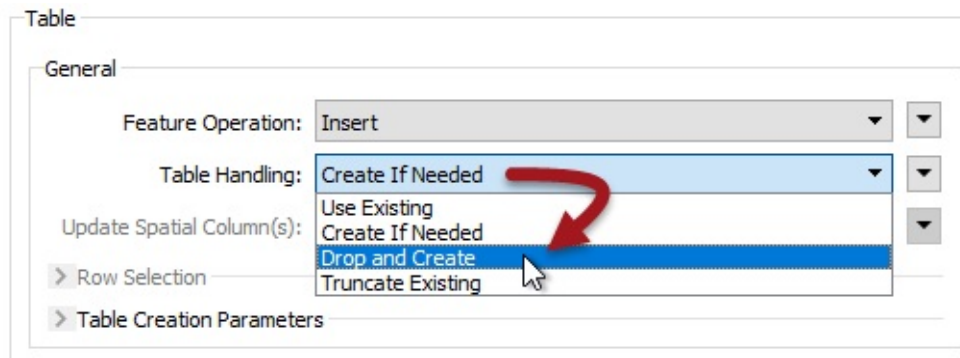 Table
General
Feature Operation: Insert
Table Handling: Create If Needed
Use Existing
Update Spatial Column(s): Create If Needed
Drop and Create
Row Selection
Truncate Existing
Table Creation Parameters